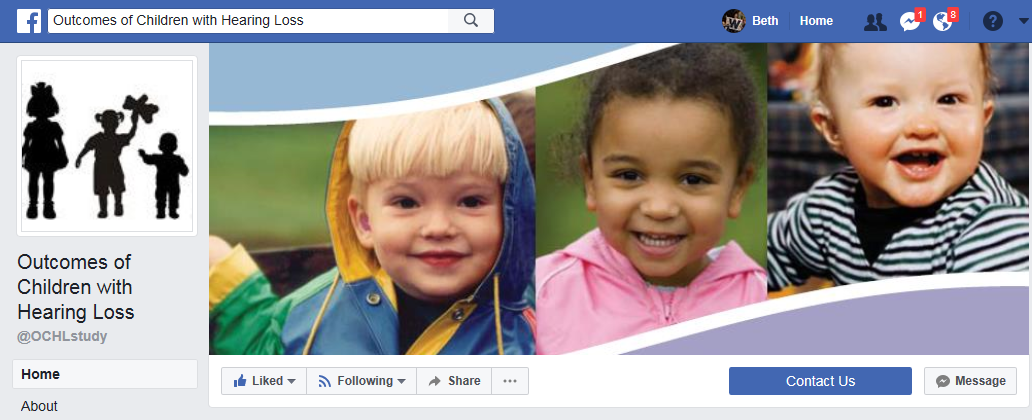 f Outcomes of Children with Hearing Loss Beth Home 1 8 ?
Outcomes of
Children with
Hearing Loss
@OCHLstudy
Home
About
Liked Following Share ··· Contact Us Message